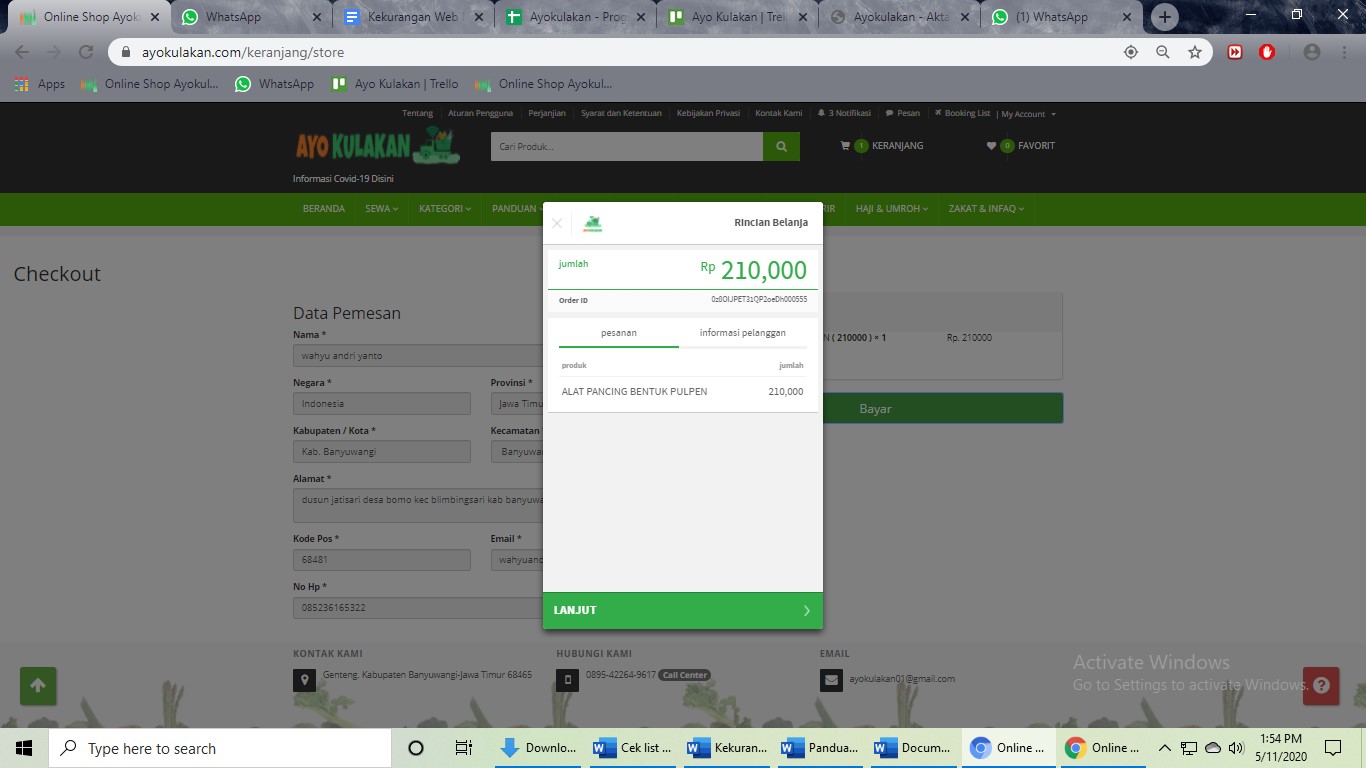 Online Shop Ayoku
WhatsApp
Kekurangan Web
Ayokulakan - Prog
Ayo Kulakan | Trel
Ayokulakan - Akta
(1) WhatsApp
ayokulakan.com/keranjang/store
Apps
Online Shop Ayokul...
WhatsApp
Ayo Kulakan | Trello
Online Shop Ayokul...
Tentang
Aturan Pengguna
Perjanjian
Syarat dan Ketentuan
Kebijakan Privasi
Kontak Kami
3 Notifikasi
Pesan
Booking List
| My Account
AYO KULAKAN
Cari Produk...
1 KERANJANG
0 FAVORIT
Informasi Covid-19 Disini
BERANDA
SEWA
KATEGORI
PANDUAN
RIR
HAJI & UMROH
ZAKAT & INFAQ
Checkout
Data Pemesan
Nama *
wahyu andri yanto
Negara *
Provinsi *
Indonesia
Jawa Timu
Kabupaten / Kota *
Kecamatan
Kab. Banyuwangi
Banyuwa
Alamat *
dusun jatisari desa bomo kec blimbingsari kab banyuwa
Kode Pos *
Email *
68481
wahyuand
No Hp *
085236165322
Rincian Belanja
jumlah
Rp 210,000
Order ID
0z8OIJPET31QP2oeDh000555
pesanan
informasi pelanggan
produk
jumlah
ALAT PANCING BENTUK PULPEN
210,000
LANJUT
N ( 210000 ) × 1
Rp. 210000
Bayar
KONTAK KAMI
HUBUNGI KAMI
EMAIL
Genteng. Kabupaten Banyuwangi-Jawa Timur 68465
0895-42264-9617 Call Center
ayokulakan01@gmail.com
Activate Windows
Go to Settings to activate Windows.
Type here to search
Downlo...
Cek list ...
Kekuran...
Pandua...
Docum...
Online ...
Online ...
1:54 PM
5/11/2020